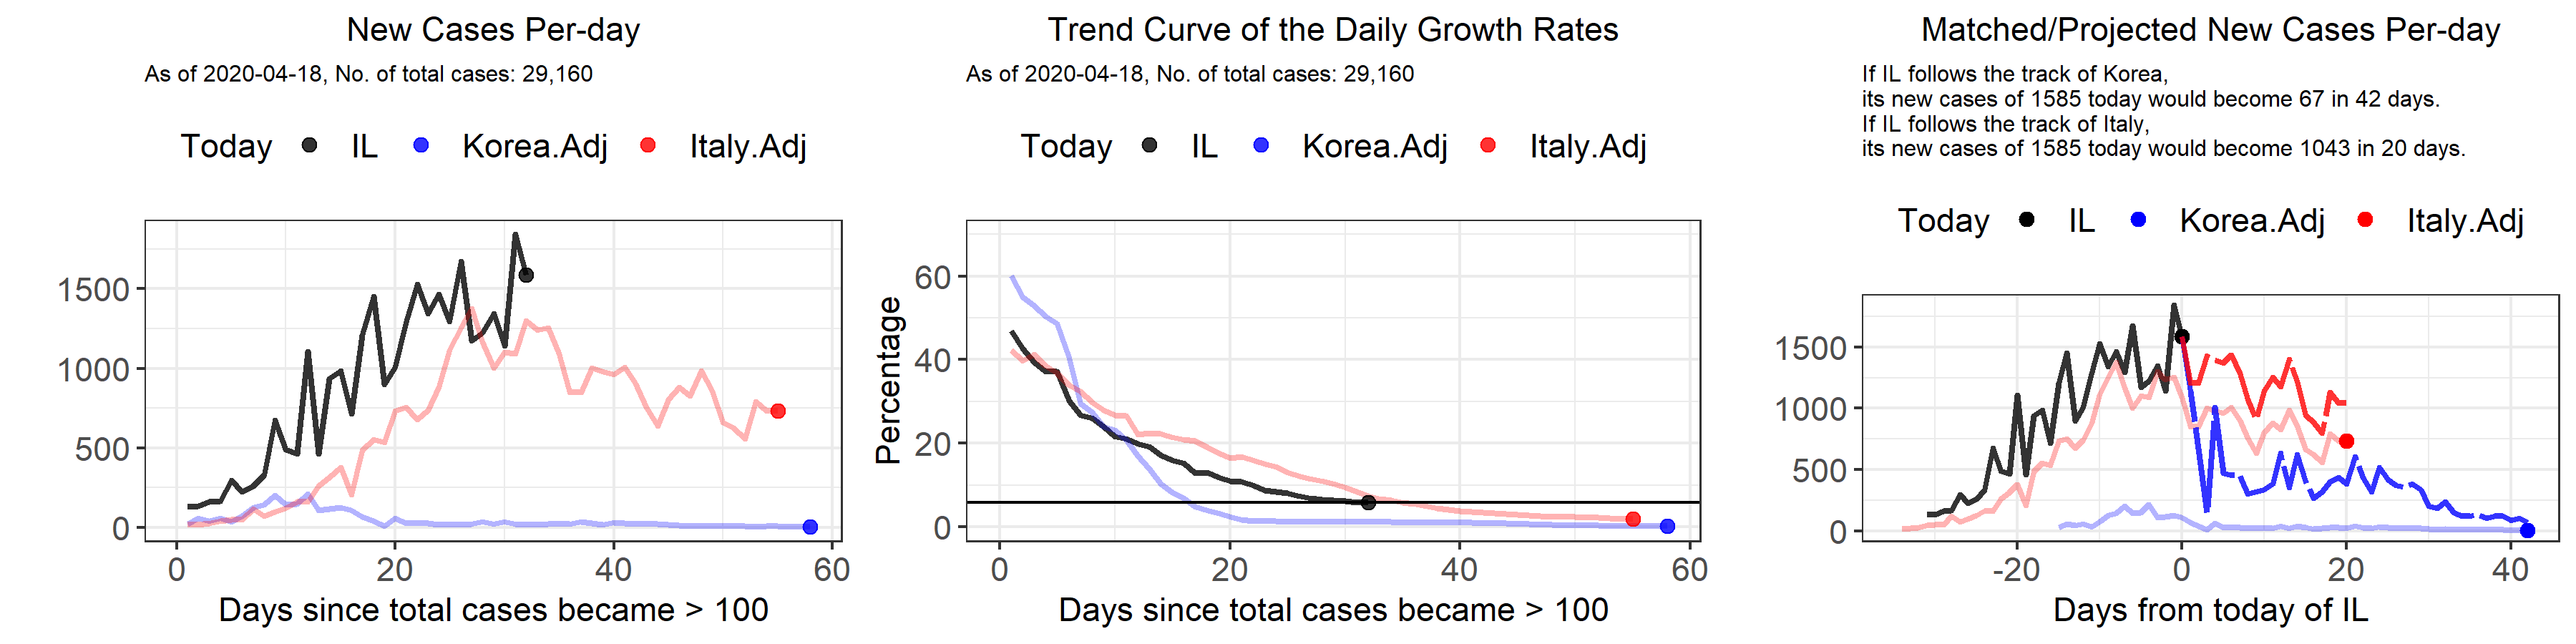 New Cases Per-day
As of 2020-04-18, No. of total cases: 29,160
Today IL Korea.Adj Italy.Adj
1500
1000
500
0
0 20 40 60
Days since total cases became > 100
Trend Curve of the Daily Growth Rates
As of 2020-04-18, No. of total cases: 29,160
Today IL Korea.Adj Italy.Adj
Percentage
60
40
20
0
0 20 40 60
Days since total cases became > 100
Matched/Projected New Cases Per-day
If IL follows the track of Korea,
its new cases of 1585 today would become 67 in 42 days.
If IL follows the track of Italy,
its new cases of 1585 today would become 1043 in 20 days.
Today IL Korea.Adj Italy.Adj
1500
1000
500
0
-20 0 20 40
Days from today of IL